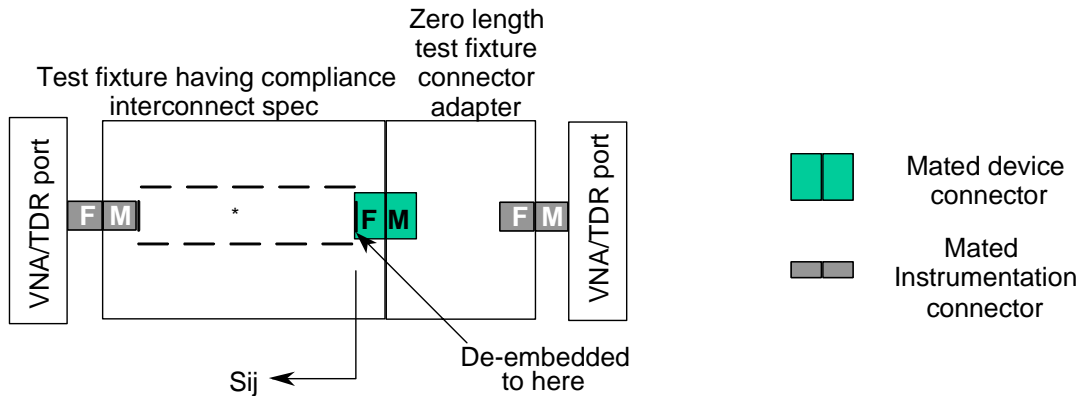 Zero length
test fixture
connector
adapter
Test fixture having compliance
interconnect spec
VNA/TDR port
F M
*
F M
F M
VNA/TDR port
De-embedded
to here
Sij
Mated device
connector
Mated
Instrumentation
connector